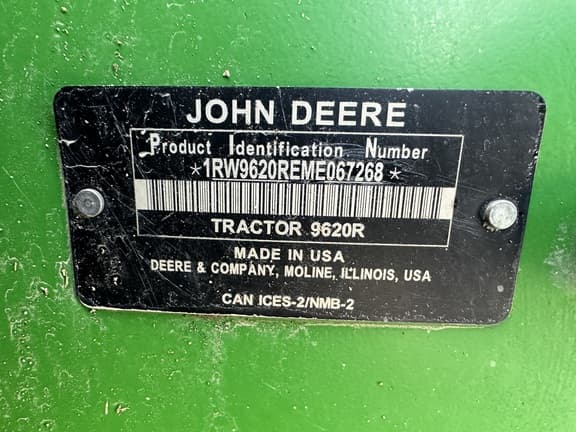 JOHN DEERE
Product Identification Number
*1RW9620REME067268*
TRACTOR 9620R
MADE IN USA
DEERE & COMPANY, MOLINE, ILLINOIS, USA
CAN ICES-2/NMB-2